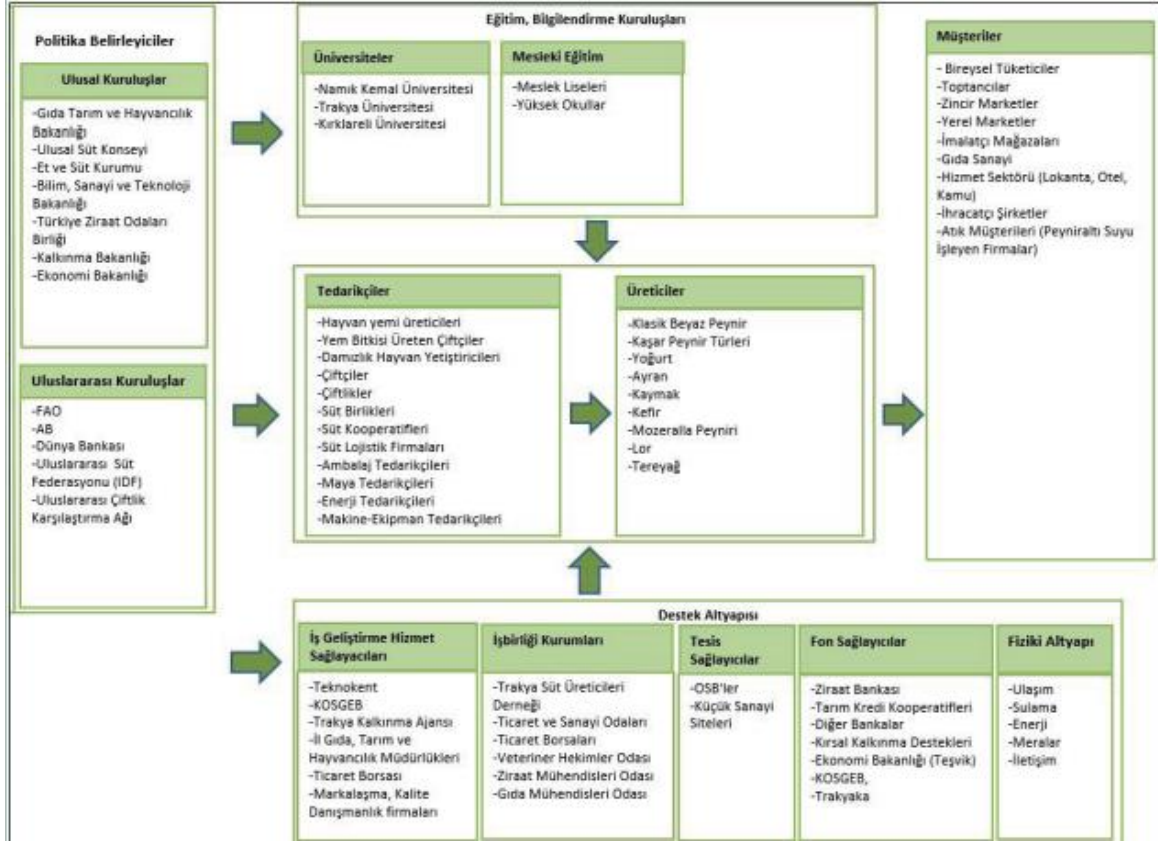 Politika Belirleyiciler
Ulusal Kuruluşlar
-Gıda Tarım ve Hayvancılık
Bakanlığı
-Ulusal Süt Konseyi
-Et ve Süt Kurumu
-Bilim, Sanayi ve Teknoloji
Bakanlığı
-Türkiye Ziraat Odaları
Birliği
-Kalkınma Bakanlığı
-Ekonomi Bakanlığı
Uluslararası Kuruluşlar
-FAO
-AB
-Dünya Bankası
-Uluslararası Süt
Federasyonu (IDF)
-Uluslararası Çiftlik
Karşılaştırma Ağı
Eğitim, Bilgilendirme Kuruluşları
Üniversiteler
-Namık Kemal Üniversitesi
-Trakya Üniversitesi
-Kırklareli Üniversitesi
Mesleki Eğitim
-Meslek Liseleri
-Yüksek Okullar
Tedarikçiler
-Hayvan yemi üreticileri
-Yem Bitkisi Üreten Çiftçiler
-Damızlık Hayvan Yetiştiricileri
-Çiftçiler
-Çiftlikler
-Süt Birlikleri
-Süt Kooperatifleri
-Süt Lojistik Firmaları
-Ambalaj Tedarikçileri
-Maya Tedarikçileri
-Enerji Tedarikçileri
-Makine-Ekipman Tedarikçileri
Üreticiler
-Klasik Beyaz Peynir
-Kaşar Peynir Türleri
-Yoğurt
-Ayran
-Kaymak
-Kefir
-Mozeralla Peyniri
-Lor
-Tereyağ
Müşteriler
- Bireysel Tüketiciler
-Toptancılar
-Zincir Marketler
-Yerel Marketler
-İmalatçı Mağazaları
-Gıda Sanayi
-Hizmet Sektörü (Lokanta, Otel,
Kamu)
-İhracatçı Şirketler
-Atık Müşterileri (Peyniraltı Suyu
İşleyen Firmalar)
Destek Altyapısı
İş Geliştirme Hizmet
Sağlayacıları
-Teknokent
-KOSGEB
-Trakya Kalkınma Ajansı
-İl Gıda, Tarım ve
Hayvancılık Müdürlükleri
-Ticaret Borsası
-Markalaşma, Kalite
Danışmanlık firmaları
İşbirliği Kurumları
-Trakya Süt Üreticileri
Derneği
-Ticaret ve Sanayi Odaları
-Ticaret Borsaları
-Veteriner Hekimler Odası
-Ziraat Mühendisleri Odası
-Gıda Mühendisleri Odası
Tesis
Sağlayıcılar
-OSB'ler
-Küçük Sanayi
Siteleri
Fon Sağlayıcılar
-Ziraat Bankası
-Tarım Kredi Kooperatifleri
-Diğer Bankalar
-Kırsal Kalkınma Destekleri
-Ekonomi Bakanlığı (Teşvik)
-KOSGEB,
-Trakyaka
Fiziki Altyapı
-Ulaşım
-Sulama
-Enerji
-Meralar
-İletişim